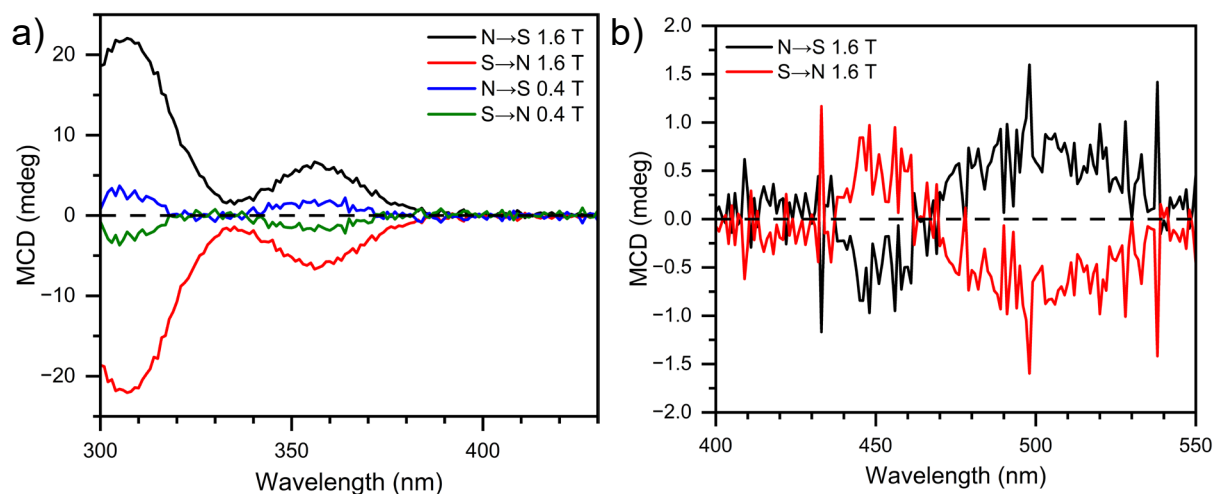 a)
N→S 1.6 T
S→N 1.6 T
N→S 0.4 T
S→N 0.4 T
MCD (mdeg)
20
10
0
−10
−20
300
350
400
Wavelength (nm)
b)
N→S 1.6 T
S→N 1.6 T
MCD (mdeg)
2.0
1.5
1.0
0.5
0.0
−0.5
−1.0
−1.5
−2.0
400
450
500
550
Wavelength (nm)